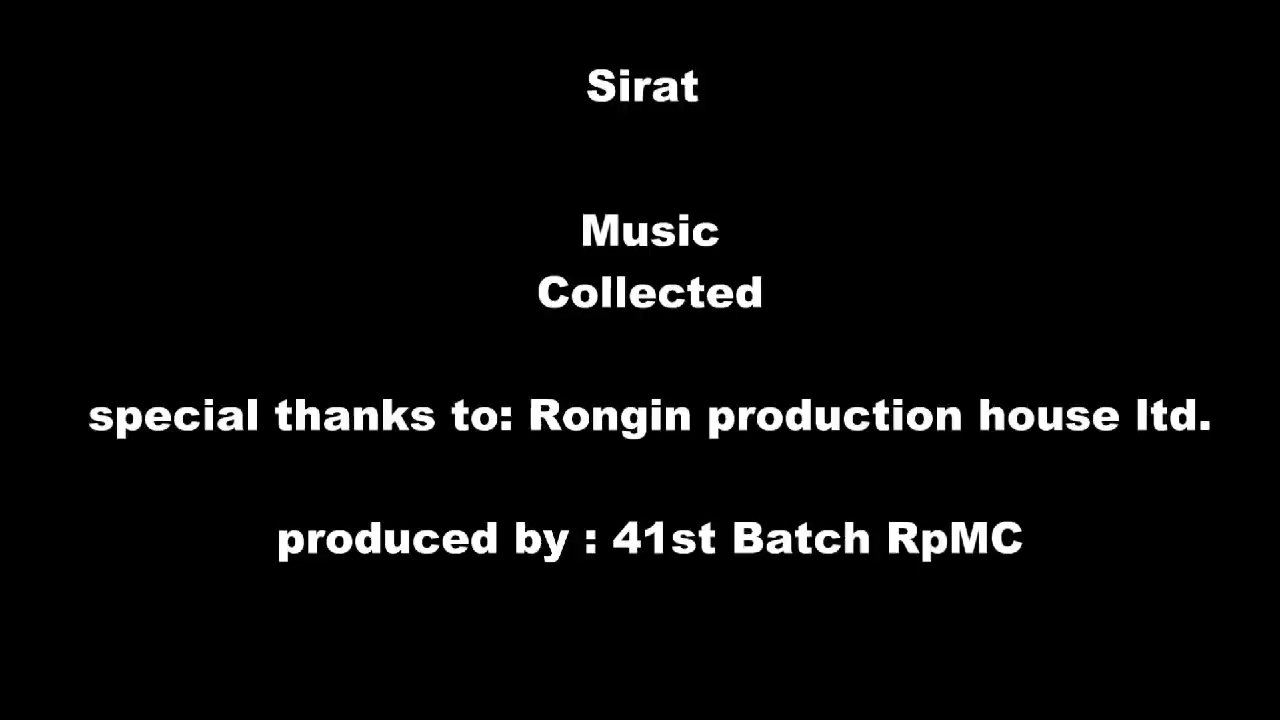 Sirat
Music
Collected
special thanks to: Rongin production house ltd.
produced by : 41st Batch RpMC